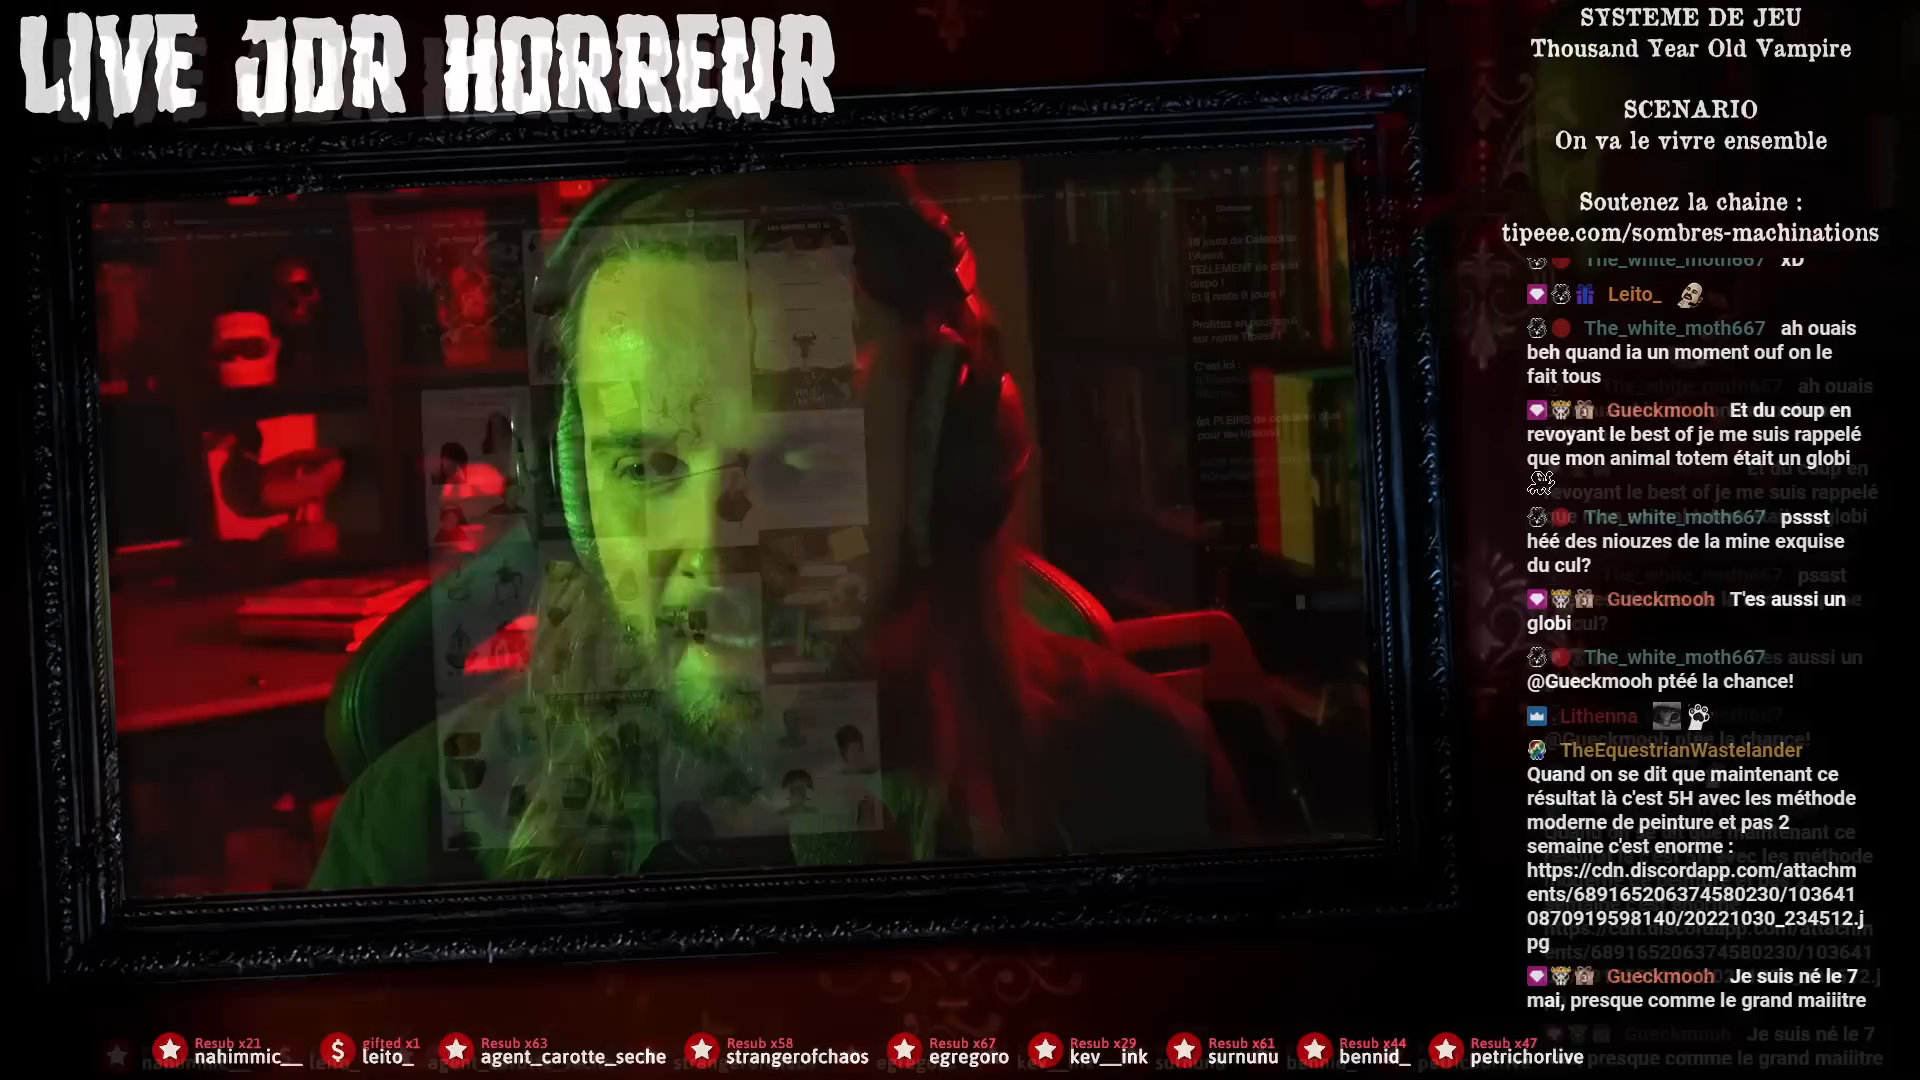 LIVE JDR HORREUR
SYSTEME DE JEU
Thousand Year Old Vampire
SCENARIO
On va le vivre ensemble
Soutenez la chaine :
tipeee.com/sombres-machinations
The_white_moth667 xD
Leito_
The_white_moth667 ah ouais
beh quand ia un moment ouf on le
fait tous
Gueckmooh Et du coup en
revoyant le best of je me suis rappelé
que mon animal totem était un globi
The_white_moth667 pssst
héé des niouzes de la mine exquise
du cul?
Gueckmooh T'es aussi un
globi
The_white_moth667
@Gueckmooh ptéé la chance!
Lithenna
TheEquestrianWastelander
Quand on se dit que maintenant ce
résultat là c'est 5H avec les méthode
moderne de peinture et pas 2
semaine c'est enorme :
https://cdn.discordapp.com/attachm
ents/689165206374580230/103641
0870919598140/20221030_234512.j
pg
Gueckmooh Je suis né le 7
mai, presque comme le grand maiiitre
Resub x21
nahimmic__
gifted x1
leito_
Resub x63
agent_carotte_seche
Resub x58
strangerofchaos
Resub x67
egregoro
Resub x29
kev__ink
Resub x61
surnunu
Resub x44
bennid_
Resub x47
petrichorlive